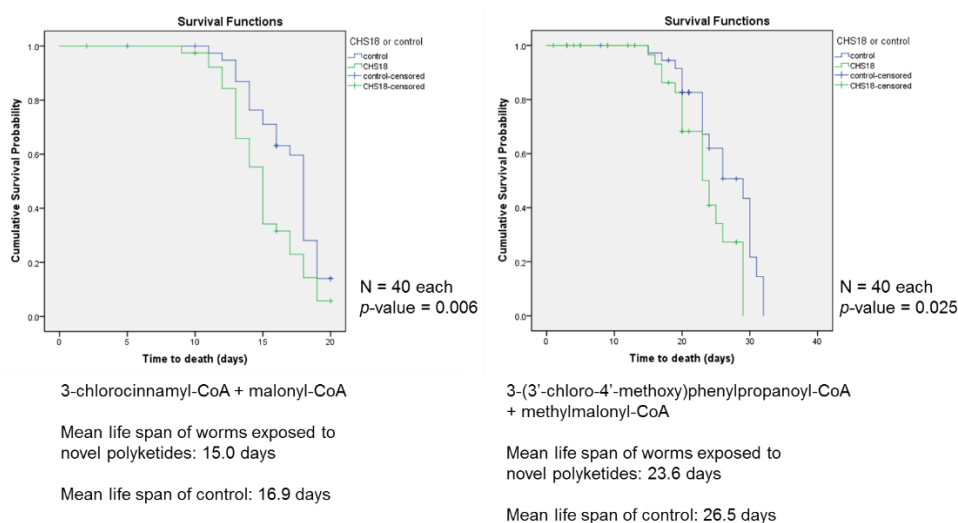 Survival Functions
CHS18 or control
control
CHS18
control-censored
CHS18-censored
Cumulative Survival Probability
1.0
0.8
0.6
0.4
0.2
0.0
0 5 10 15 20
Time to death (days)
N = 40 each
p-value = 0.006
3-chlorocinnamyl-CoA + malonyl-CoA
Mean life span of worms exposed to
novel polyketides: 15.0 days
Mean life span of control: 16.9 days
Survival Functions
CHS18 or control
control
CHS18
control-censored
CHS18-censored
Cumulative Survival Probability
1.0
0.8
0.6
0.4
0.2
0.0
0 10 20 30 40
Time to death (days)
N = 40 each
p-value = 0.025
3-(3'-chloro-4'-methoxy)phenylpropanoyl-CoA
+ methylmalonyl-CoA
Mean life span of worms exposed to
novel polyketides: 23.6 days
Mean life span of control: 26.5 days